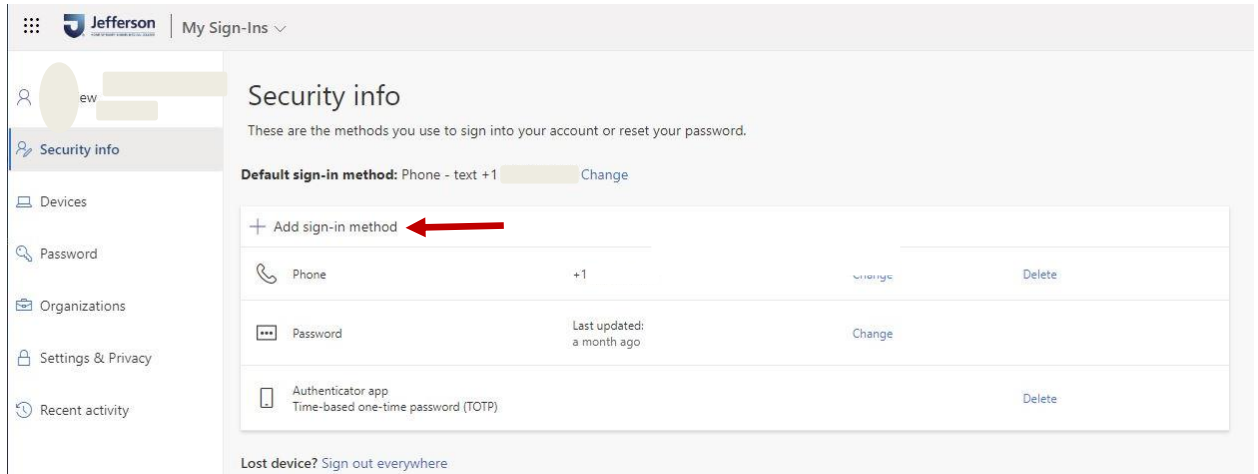 Jefferson
My Sign-Ins
ew
Security info
Devices
Password
Organizations
Settings & Privacy
Recent activity
Security info
These are the methods you use to sign into your account or reset your password.
Default sign-in method: Phone - text +1 Change
+ Add sign-in method
Phone +1 Change Delete
Password Last updated: Change
a month ago
Authenticator app
Time-based one-time password (TOTP) Delete
Lost device? Sign out everywhere